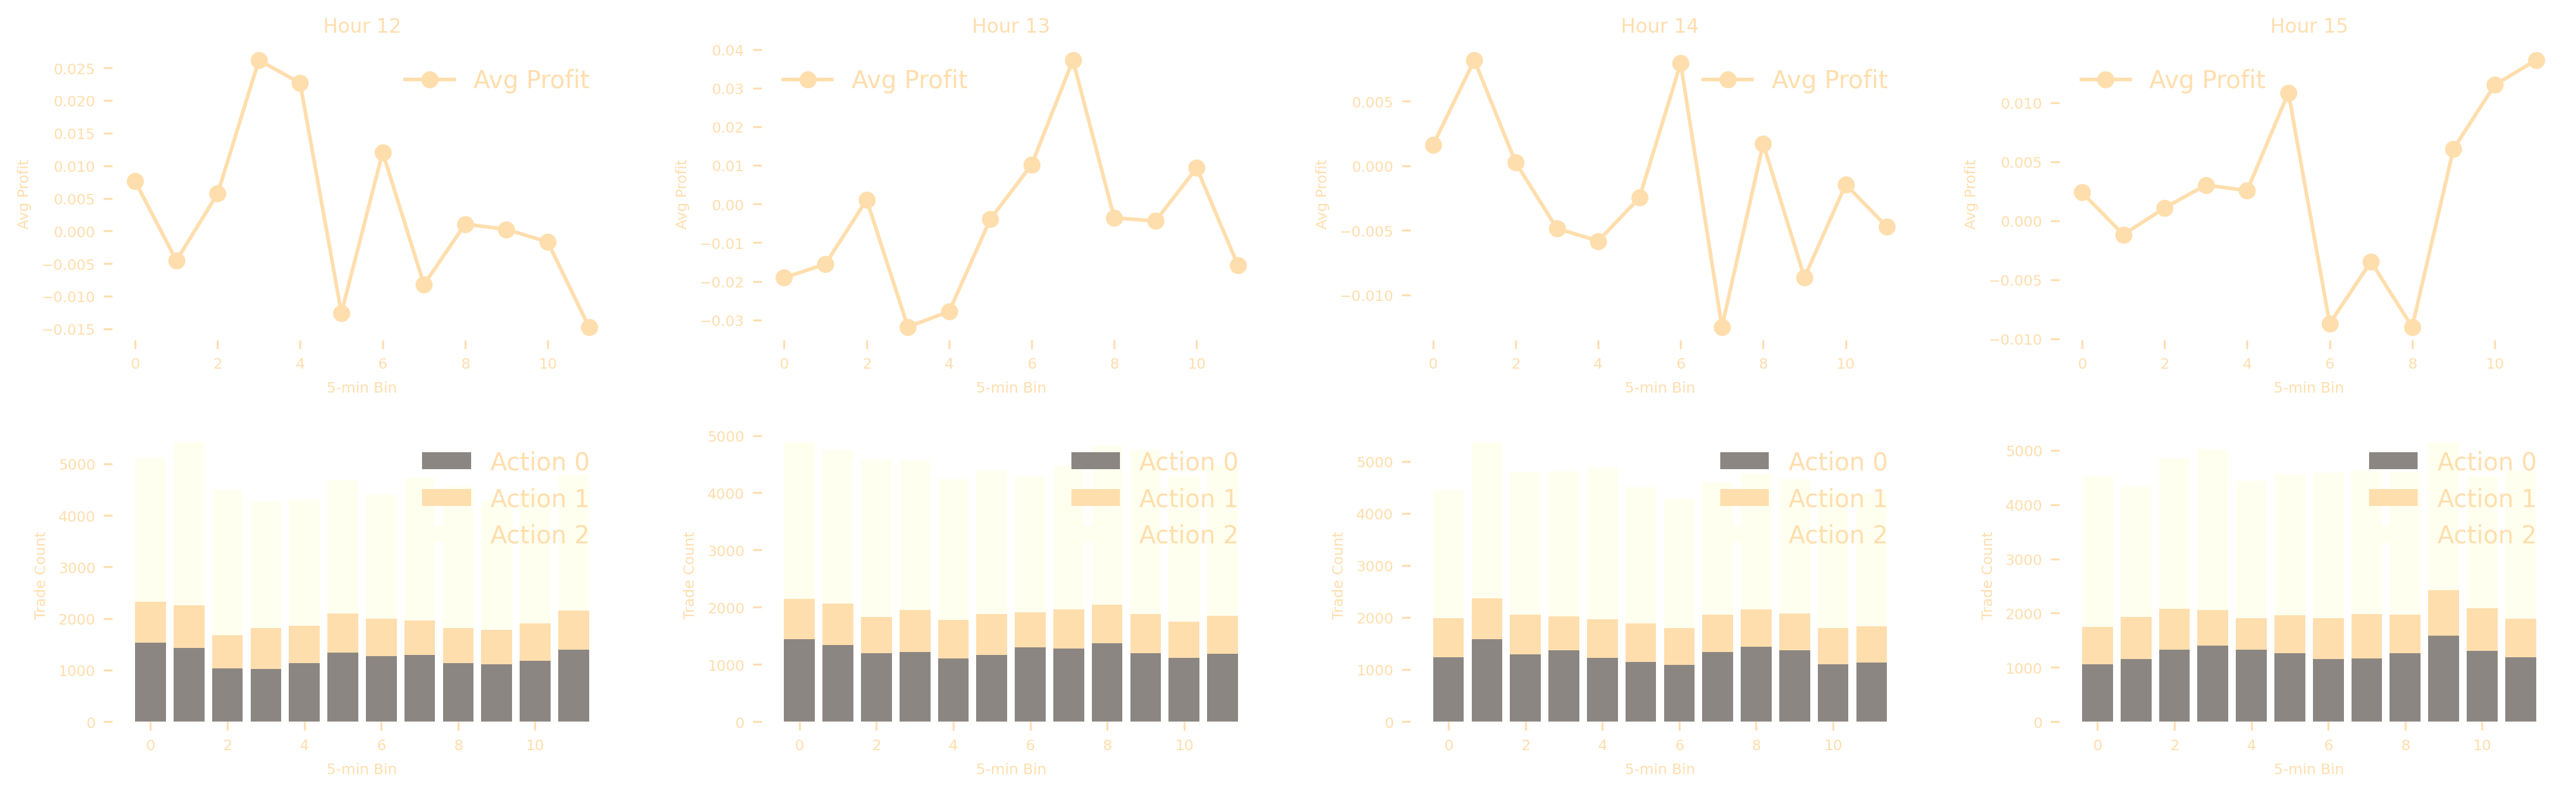 Hour 12
Avg Profit
0.025
0.020
0.015
0.010
0.005
0.000
−0.005
−0.010
−0.015
Avg Profit
0 2 4 6 8 10
5-min Bin
Hour 13
Avg Profit
0.04
0.03
0.02
0.01
0.00
−0.01
−0.02
−0.03
Avg Profit
0 2 4 6 8 10
5-min Bin
Hour 14
Avg Profit
0.005
0.000
−0.005
−0.010
Avg Profit
0 2 4 6 8 10
5-min Bin
Hour 15
Avg Profit
0.010
0.005
0.000
−0.005
−0.010
Avg Profit
0 2 4 6 8 10
5-min Bin
Action 0
Action 1
Action 2
5000
4000
3000
2000
1000
0
Trade Count
0 2 4 6 8 10
5-min Bin
Action 0
Action 1
Action 2
5000
4000
3000
2000
1000
0
Trade Count
0 2 4 6 8 10
5-min Bin
Action 0
Action 1
Action 2
5000
4000
3000
2000
1000
0
Trade Count
0 2 4 6 8 10
5-min Bin
Action 0
Action 1
Action 2
5000
4000
3000
2000
1000
0
Trade Count
0 2 4 6 8 10
5-min Bin